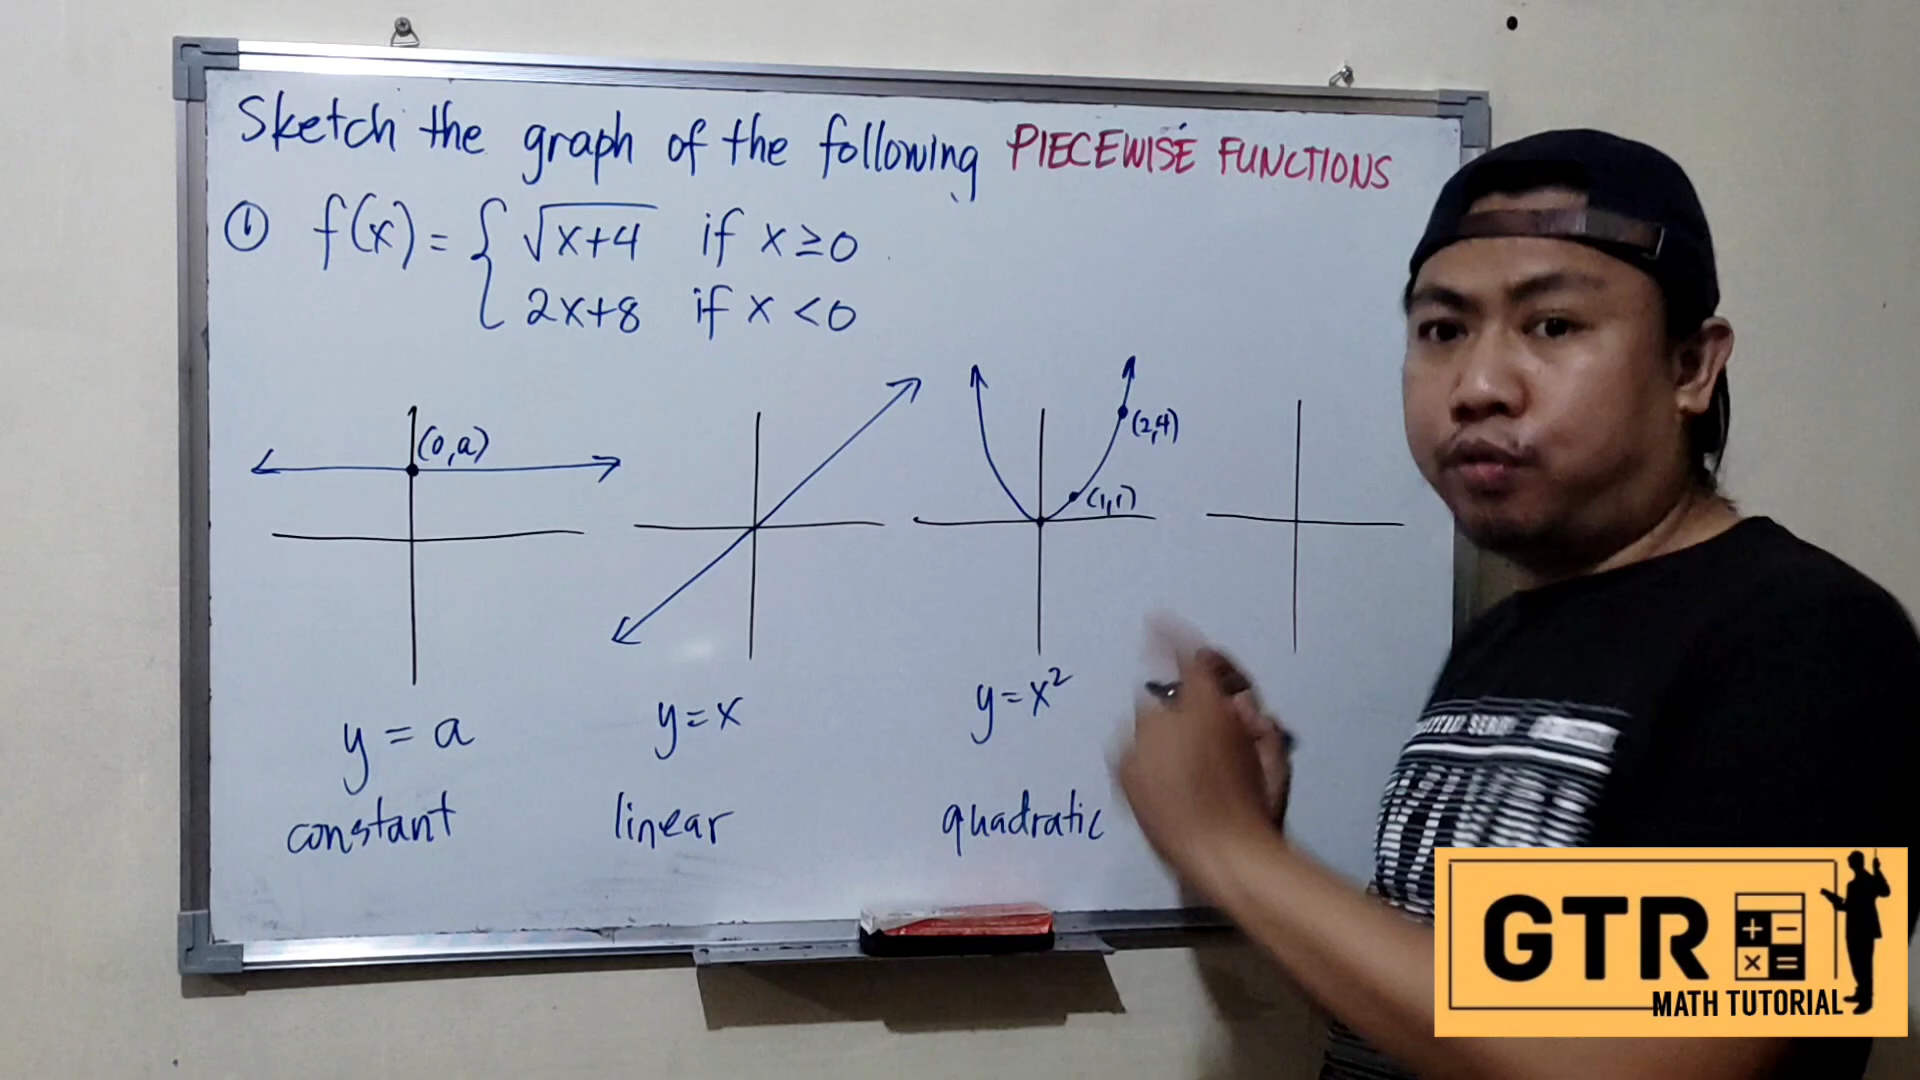 Sketch the graph of the following PIECEWISE FUNCTIONS
① f(x) = { √x+4 if x ≥ 0
2x+8 if x < 0
(0,a)
(2,4)
(1,1)
y = a
y = x
y = x²
constant
linear
quadratic
GTR
+ −
× =
MATH TUTORIAL